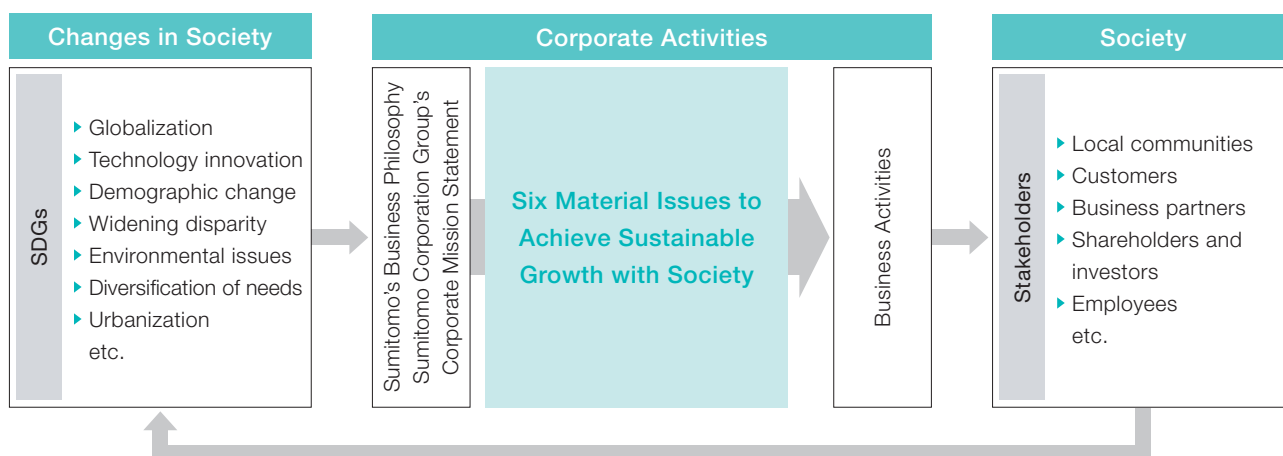 Changes in Society
SDGs
Globalization
Technology innovation
Demographic change
Widening disparity
Environmental issues
Diversification of needs
Urbanization
etc.
Corporate Activities
Sumitomo's Business Philosophy
Sumitomo Corporation Group's
Corporate Mission Statement
Six Material Issues to
Achieve Sustainable
Growth with Society
Business Activities
Society
Stakeholders
Local communities
Customers
Business partners
Shareholders and
investors
Employees
etc.